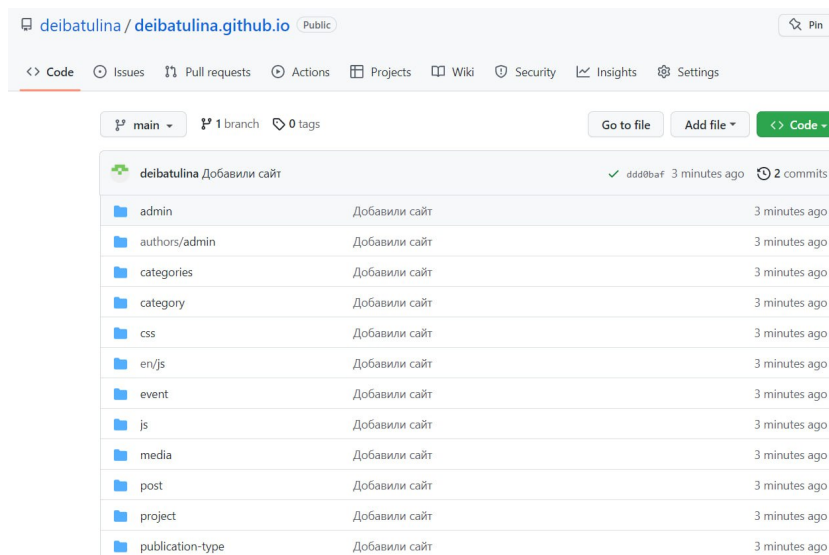 deibatulina / deibatulina.github.io Public Pin
Code Issues Pull requests Actions Projects Wiki Security Insights Settings
main 1 branch 0 tags Go to file Add file Code
deibatulina Добавили сайт ddd0baf 3 minutes ago 2 commits
admin Добавили сайт 3 minutes ago
authors/admin Добавили сайт 3 minutes ago
categories Добавили сайт 3 minutes ago
category Добавили сайт 3 minutes ago
css Добавили сайт 3 minutes ago
en/js Добавили сайт 3 minutes ago
event Добавили сайт 3 minutes ago
js Добавили сайт 3 minutes ago
media Добавили сайт 3 minutes ago
post Добавили сайт 3 minutes ago
project Добавили сайт 3 minutes ago
publication-type Добавили сайт 3 minutes ago